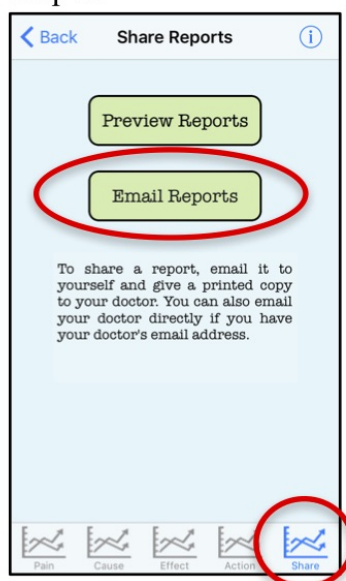 Back Share Reports i
Preview Reports
Email Reports
To share a report, email it to
yourself and give a printed copy
to your doctor. You can also email
your doctor directly if you have
your doctor's email address.
Pain Cause Effect Action Share